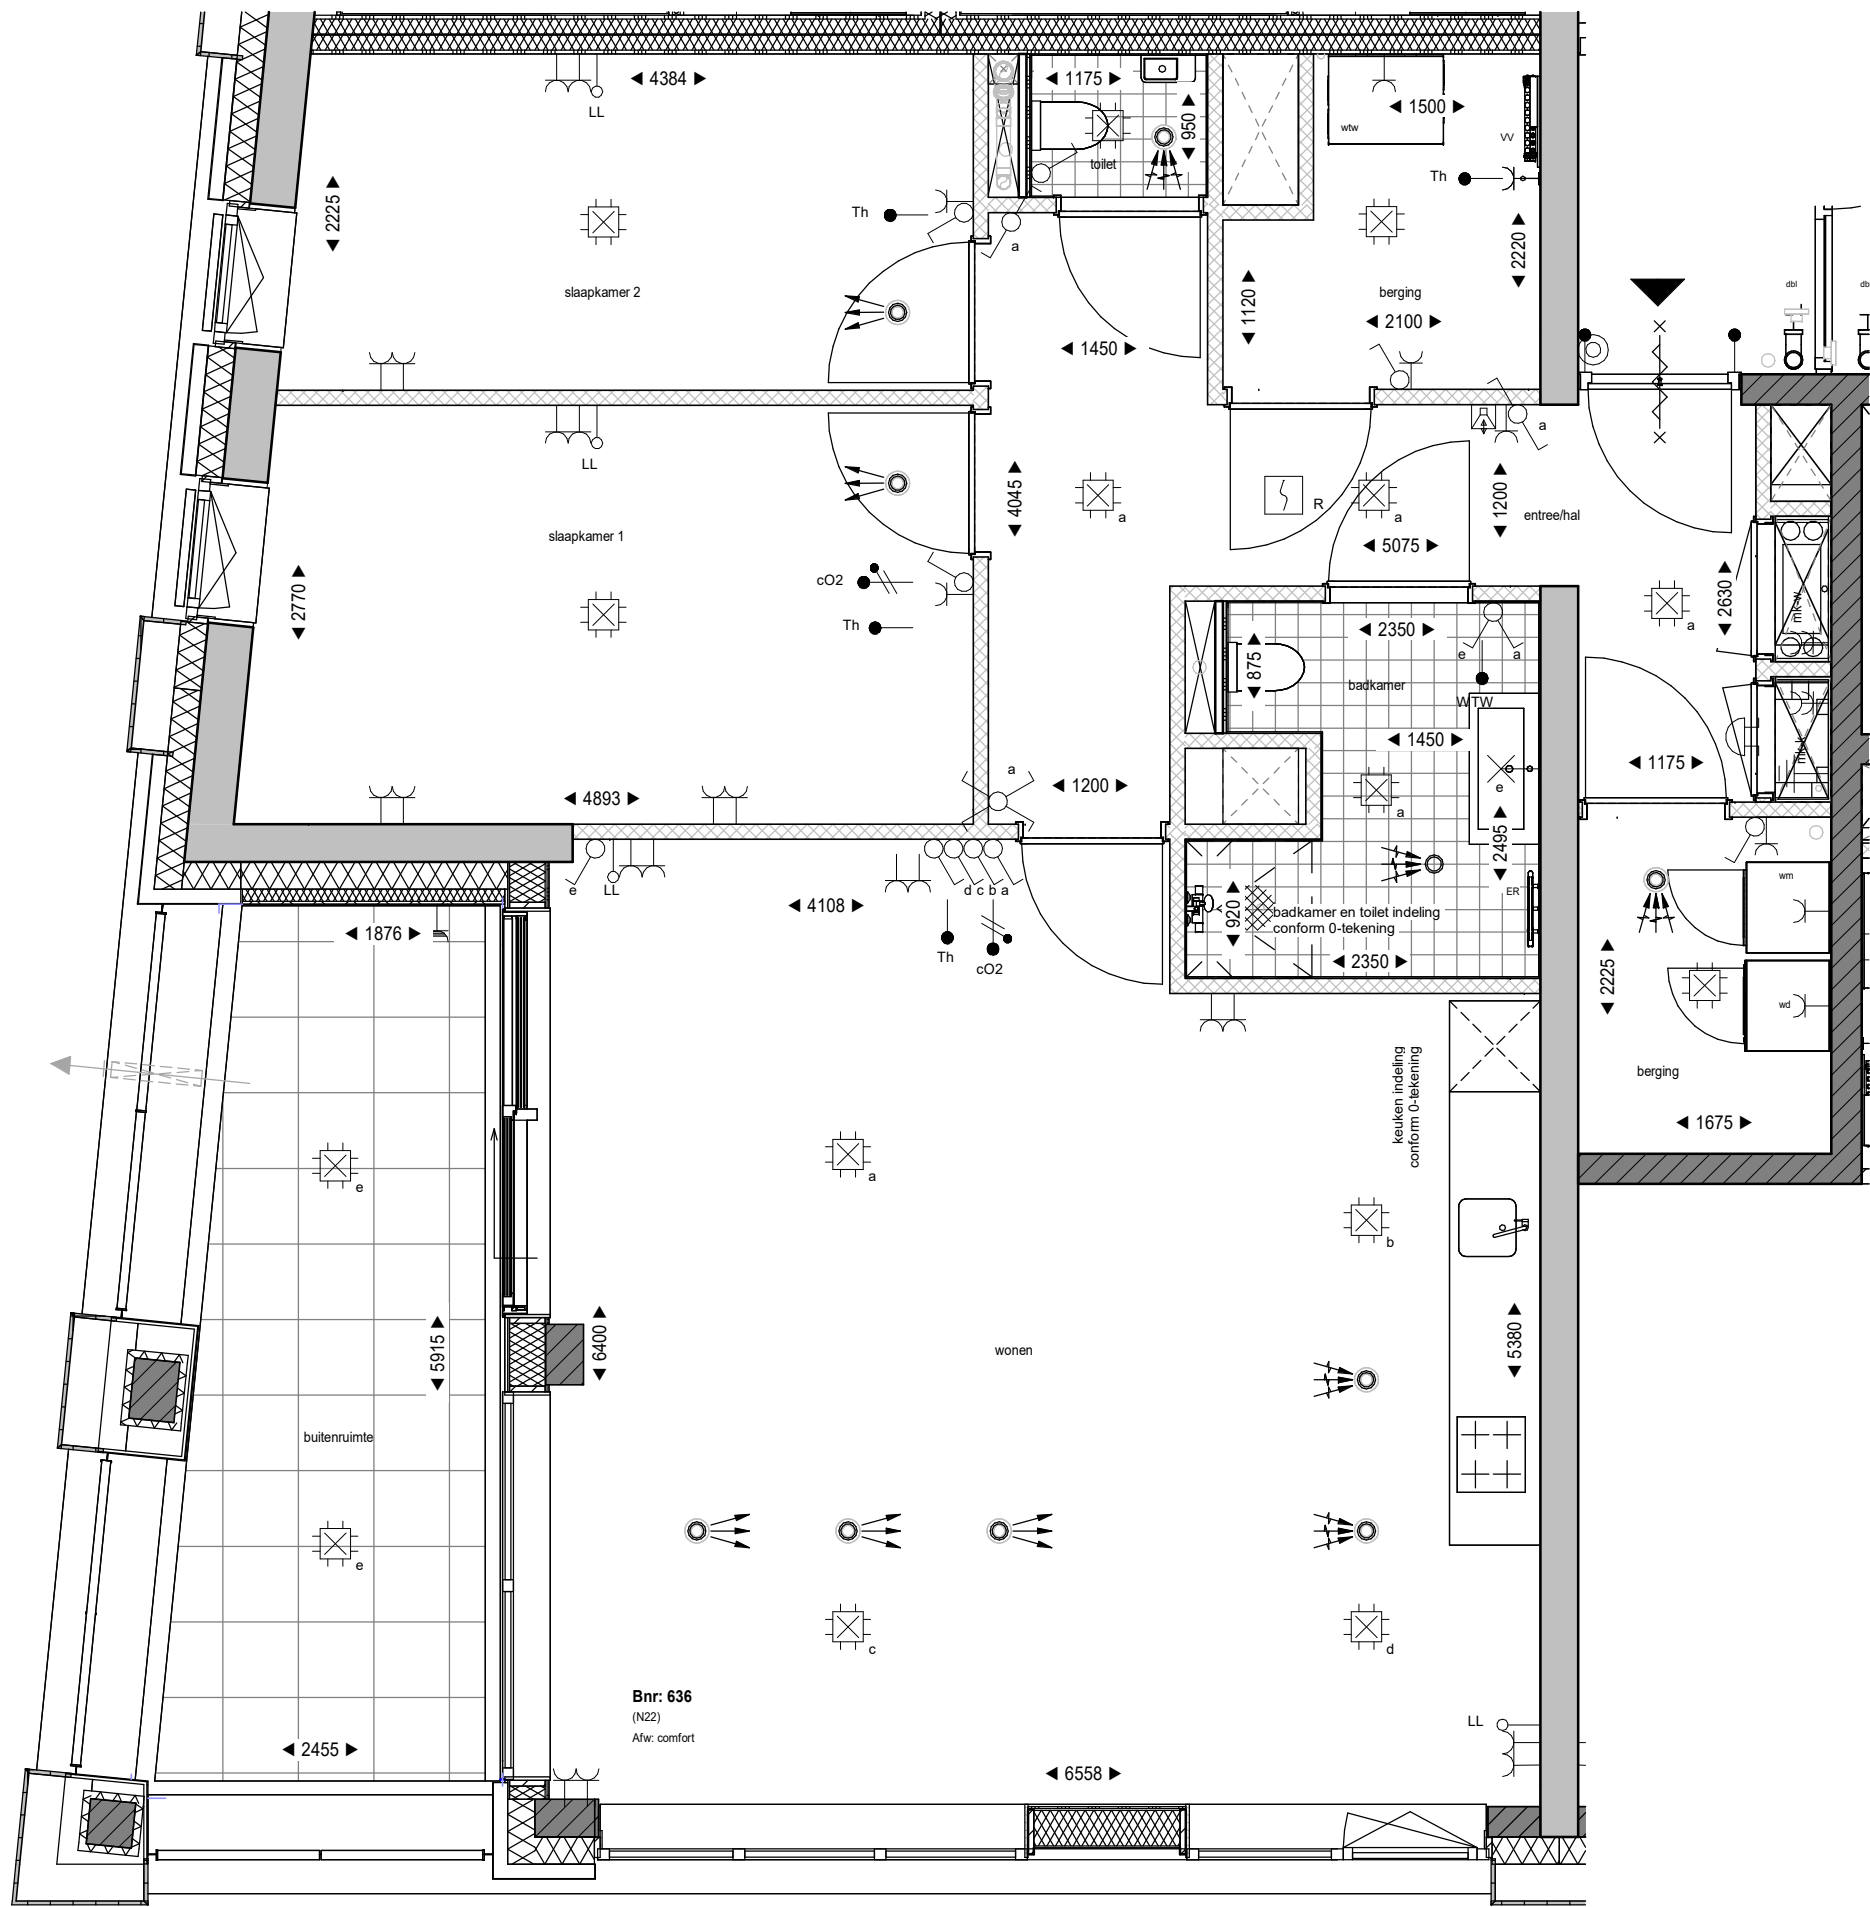 4384
1175
950
1500
wtw
VV
LL
toilet
Th
2225
Th
a
2220
dbl
db
slaapkamer 2
1120
berging
2100
1450
a
LL
4045
a
R
a
1200
entree/hal
5075
slaapkamer 1
cO2
2770
Th
2350
e
a
875
badkamer
WTW
2630
a
mk-w
1450
mk-k
1175
a
1200
4893
e
a
2495
e
LL
d c b a
4108
920
badkamer en toilet indeling
conform 0-tekening
ER
wm
1876
Th
cO2
2350
2225
wd
keuken indeling
conform 0-tekening
berging
1675
a
e
b
5915
6400
wonen
5380
buitenruimte
e
c
d
Bnr: 636
(N22)
Afw: comfort
LL
2455
6558